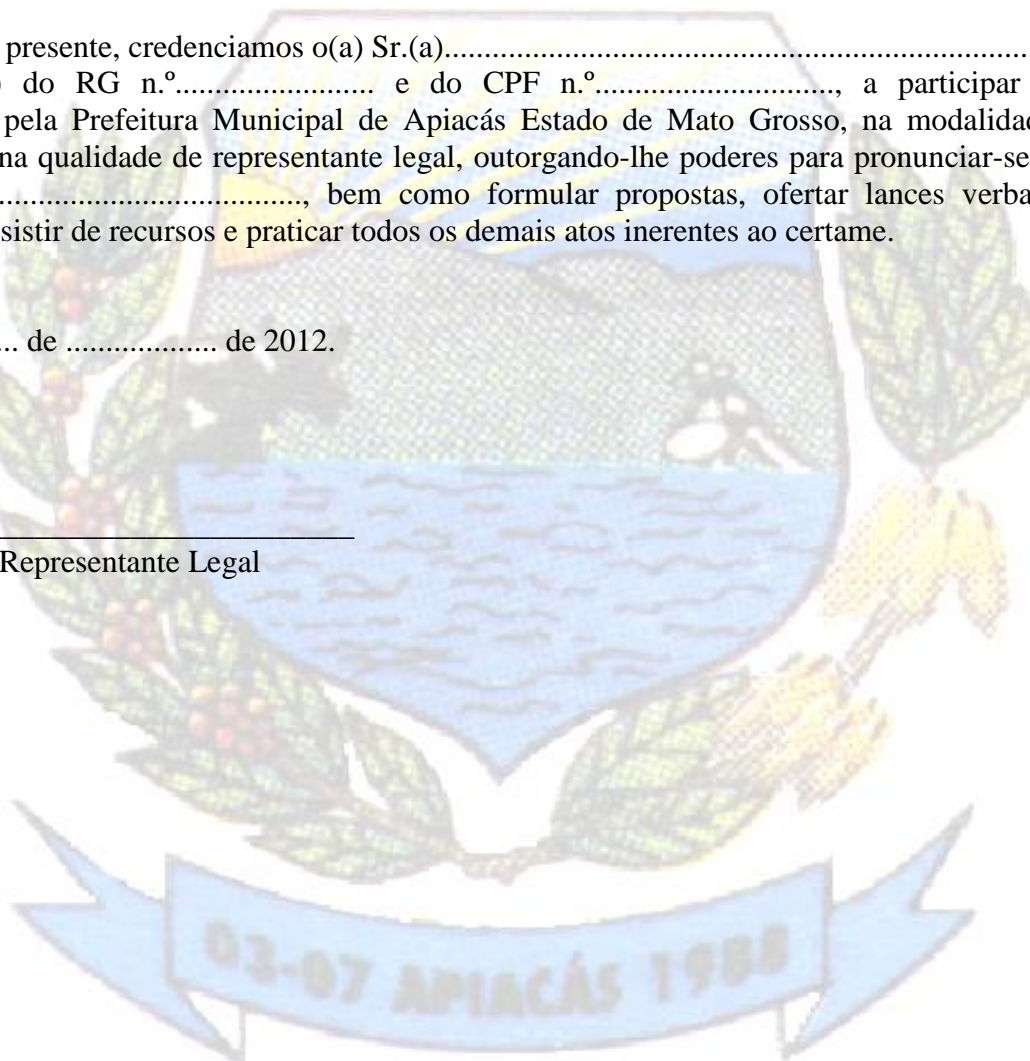 presente, credenciamos o(a) Sr.(a)........................................................................
do RG n.º........................ e do CPF n.º............................., a participar
pela Prefeitura Municipal de Apiacás Estado de Mato Grosso, na modalidad
na qualidade de representante legal, outorgando-lhe poderes para pronunciar-se
....................................., bem como formular propostas, ofertar lances verba
sistir de recursos e praticar todos os demais atos inerentes ao certame.
... de ................... de 2012.
Representante Legal
03-07 APIACÁS 1988